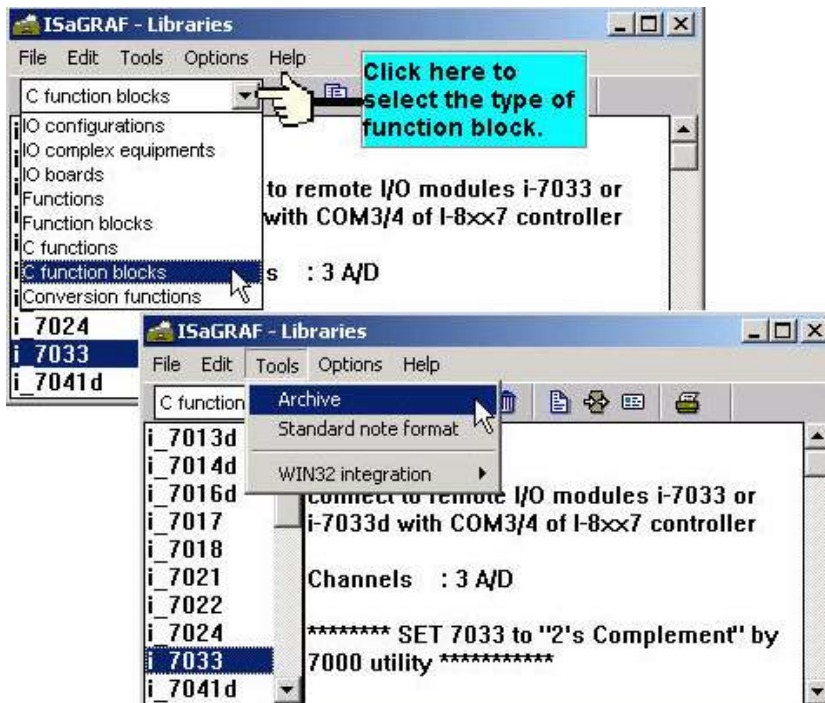 ISaGRAF - Libraries
File Edit Tools Options Help
C function blocks
Click here to
select the type of
function block.
IO configurations
IO complex equipments
IO boards
Functions
Function blocks
C functions
C function blocks
Conversion functions
to remote I/O modules i-7033 or
with COM3/4 of I-8xx7 controller
s : 3 A/D
i_7024
i_7033
i_7041d
ISaGRAF - Libraries
File Edit Tools Options Help
C function
Archive
Standard note format
WIN32 integration
i_7013d
i_7014d
i_7016d
i_7017
i_7018
i_7021
i_7022
i_7024
i_7033
i_7041d
connect to remote I/O modules i-7033 or
i-7033d with COM3/4 of I-8xx7 controller
Channels : 3 A/D
******** SET 7033 to "2's Complement" by
7000 utility ***********